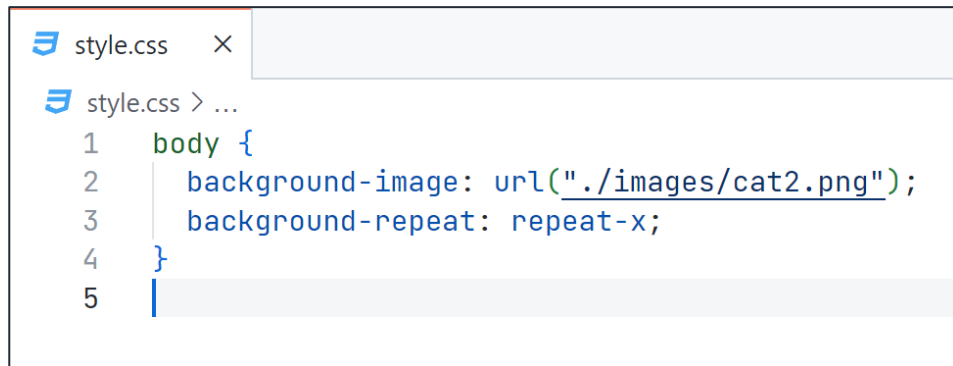 style.css ×
style.css > ...
1 body {
2   background-image: url("./images/cat2.png");
3   background-repeat: repeat-x;
4 }
5